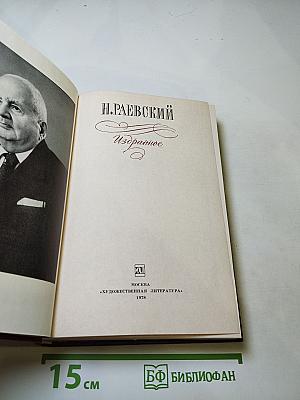 Н.РАЕВСКИЙ
Избранное
МОСКВА
«ХУДОЖЕСТВЕННАЯ ЛИТЕРАТУРА»
1978
15 см
БФ БИБЛИОФАН